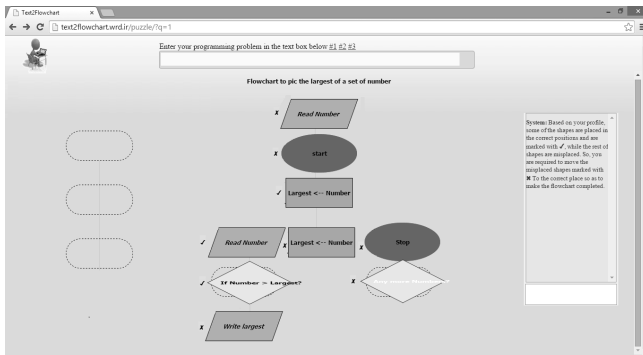 Text2Flowchart
text2flowchart.wrd.ir/puzzle/?q=1
Enter your programming problem in the text box below #1 #2 #3
Flowchart to pic the largest of a set of number
✗ Read Number
✗ start
✓ Largest <-- Number
✓ Read Number
✗ Largest <-- Number
✗ Stop
✓ If Number > Largest?
✗
✗ Write largest
System: Based on your profile,
some of the shapes are placed in
the correct positions and are
marked with ✓, while the rest of
shapes are misplaced. So, you
are required to move the
misplaced shapes marked with
✖ To the correct place so as to
make the flowchart completed.